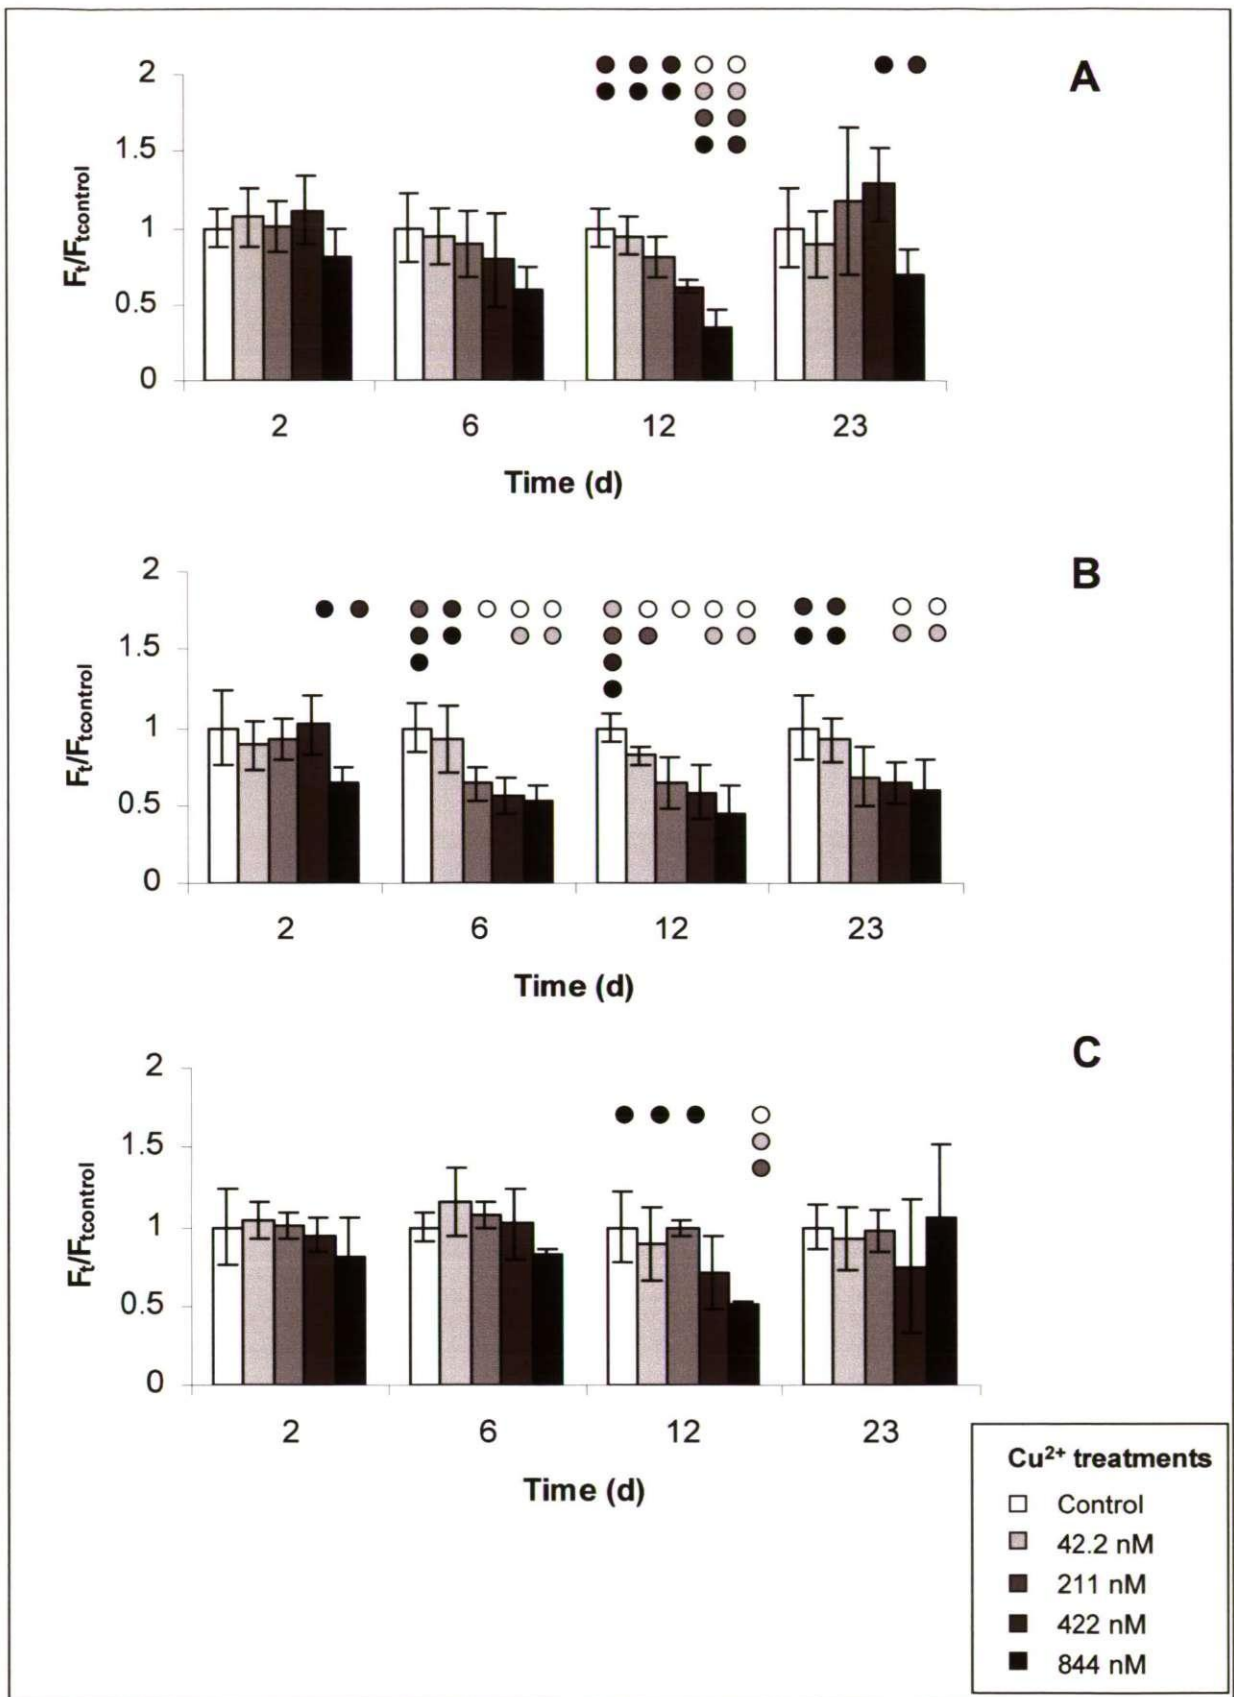 A
2
1.5
1
0.5
0
Ft/Ftcontrol
2 6 12 23
Time (d)
B
2
1.5
1
0.5
0
Ft/Ftcontrol
2 6 12 23
Time (d)
C
2
1.5
1
0.5
0
Ft/Ftcontrol
2 6 12 23
Time (d)
Cu²⁺ treatments
Control
42.2 nM
211 nM
422 nM
844 nM